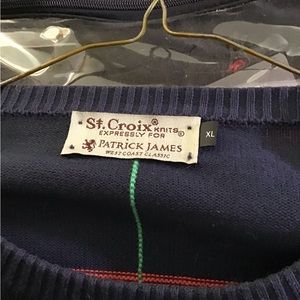 St. Croix KNITS®
EXPRESSLY FOR
PATRICK JAMES
WEST COAST CLASSIC
XL